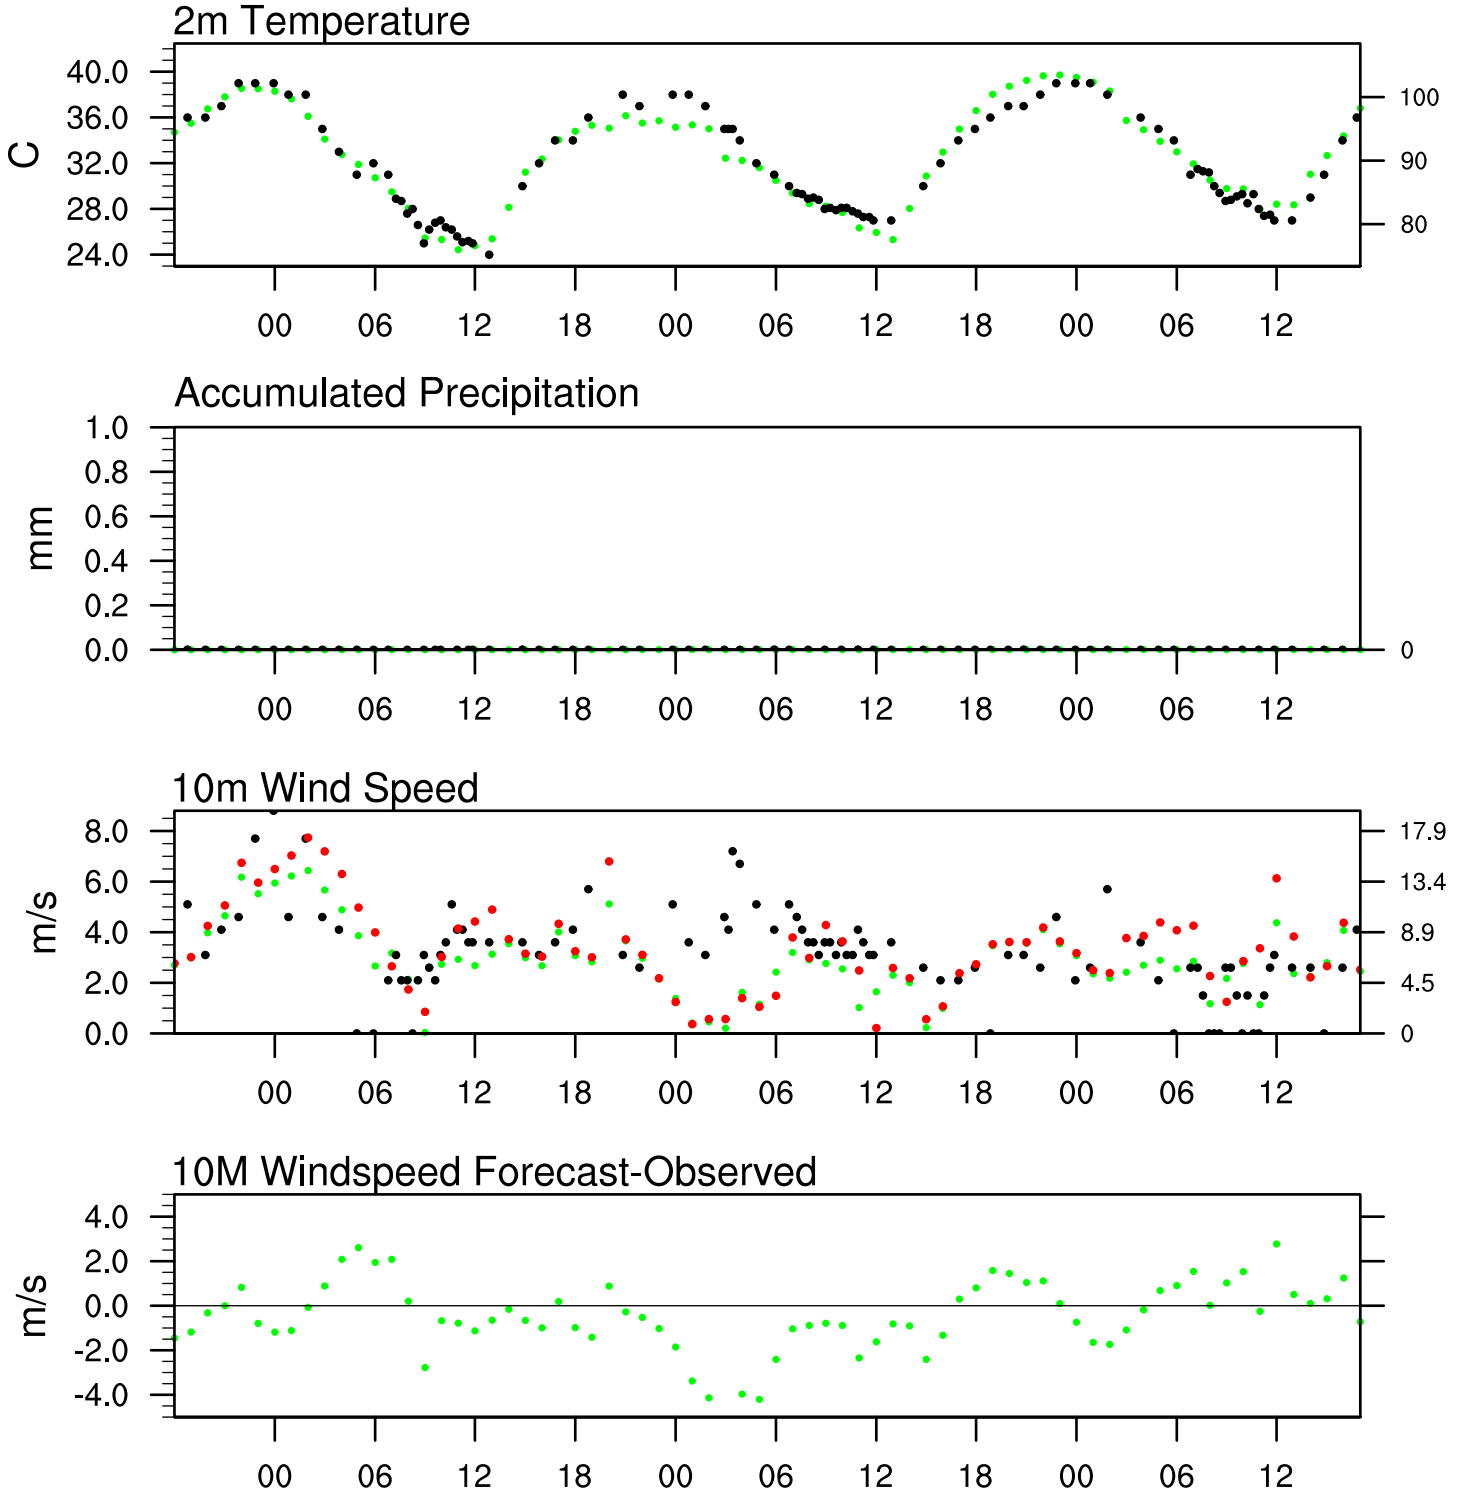 2m Temperature
C
40.0
36.0
32.0
28.0
24.0
100
90
80
00 06 12 18 00 06 12 18 00 06 12
Accumulated Precipitation
mm
1.0
0.8
0.6
0.4
0.2
0.0
0
00 06 12 18 00 06 12 18 00 06 12
10m Wind Speed
m/s
8.0
6.0
4.0
2.0
0.0
17.9
13.4
8.9
4.5
0
00 06 12 18 00 06 12 18 00 06 12
10M Windspeed Forecast-Observed
m/s
4.0
2.0
0.0
-2.0
-4.0
00 06 12 18 00 06 12 18 00 06 12